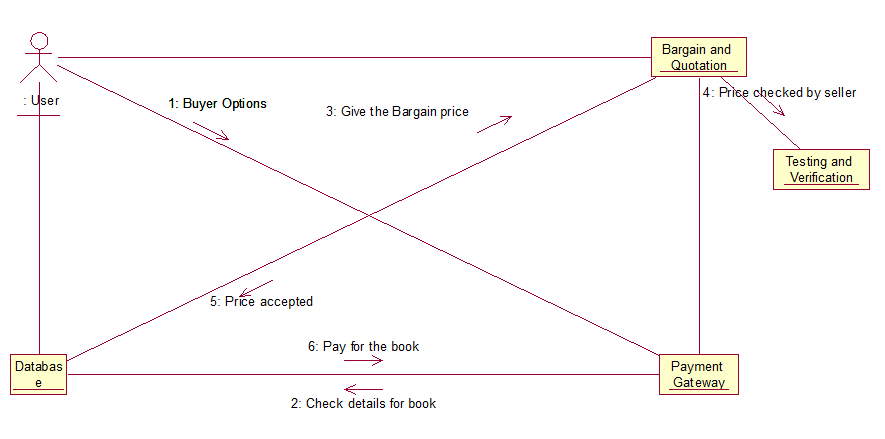 Bargain and
Quotation
: User
1: Buyer Options
3: Give the Bargain price
4: Price checked by seller
Testing and
Verification
5: Price accepted
6: Pay for the book
Databas
e
Payment
Gateway
2: Check details for book